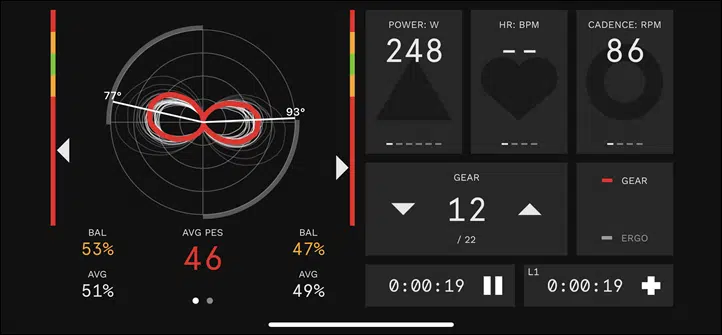 77°
93°
BAL
53%
AVG
51%
AVG PES
46
BAL
47%
AVG
49%
POWER: W
248
HR: BPM
--
CADENCE: RPM
86
GEAR
12
/ 22
GEAR
ERGO
0:00:19
L1
0:00:19